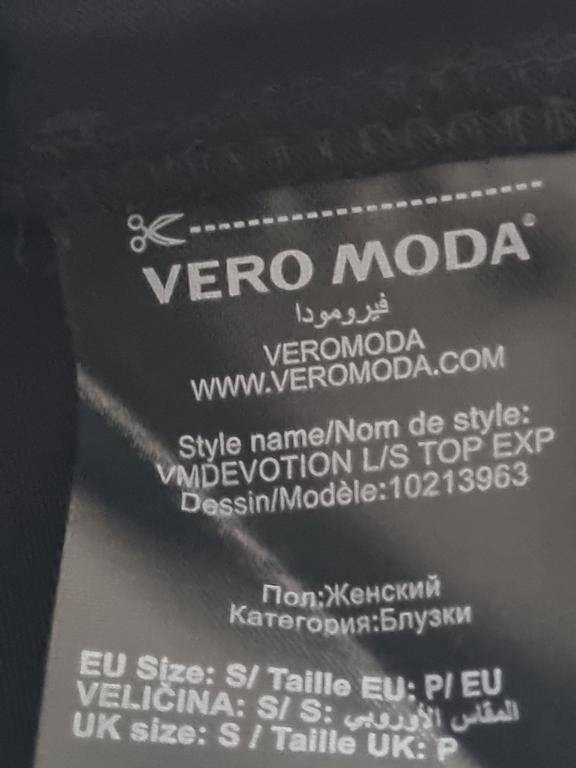 VERO MODA®
فيرومودا
VEROMODA
WWW.VEROMODA.COM
Style name/Nom de style:
VMDEVOTION L/S TOP EXP
Dessin/Modèle:10213963
Пол:Женский
Категория:Блузки
EU Size: S/ Taille EU: P/ EU
VELIČINA: S/ S: المقاس الأوروبي
UK size: S / Taille UK: P